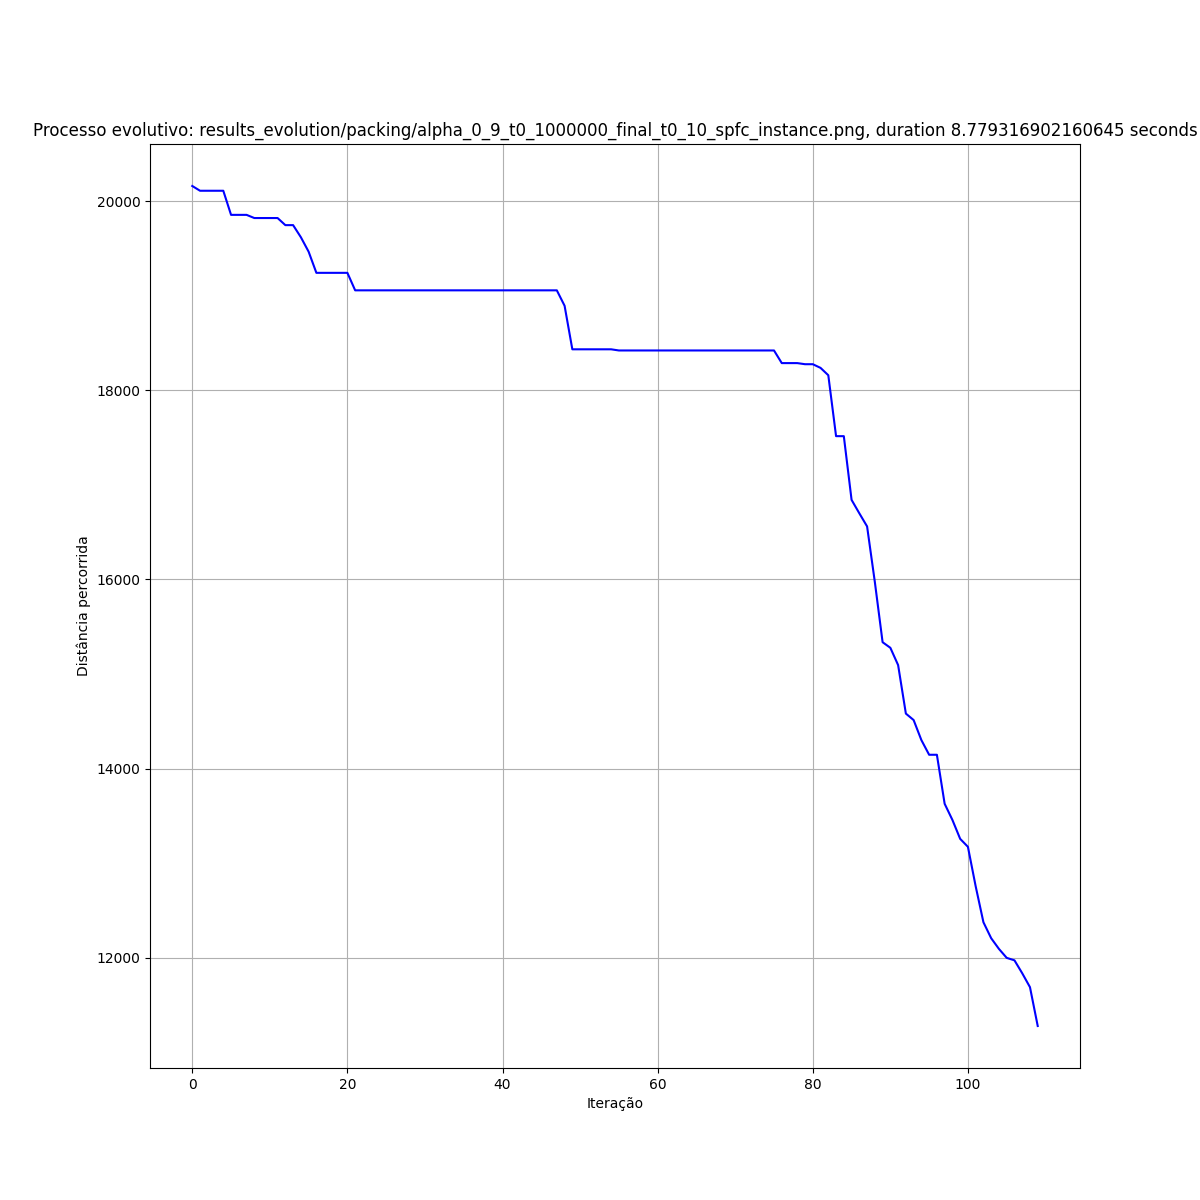 Processo evolutivo: results_evolution/packing/alpha_0_9_t0_1000000_final_t0_10_spfc_instance.png, duration 8.779316902160645 seconds
20000
18000
16000
14000
12000
Distância percorrida
0 20 40 60 80 100
Iteração